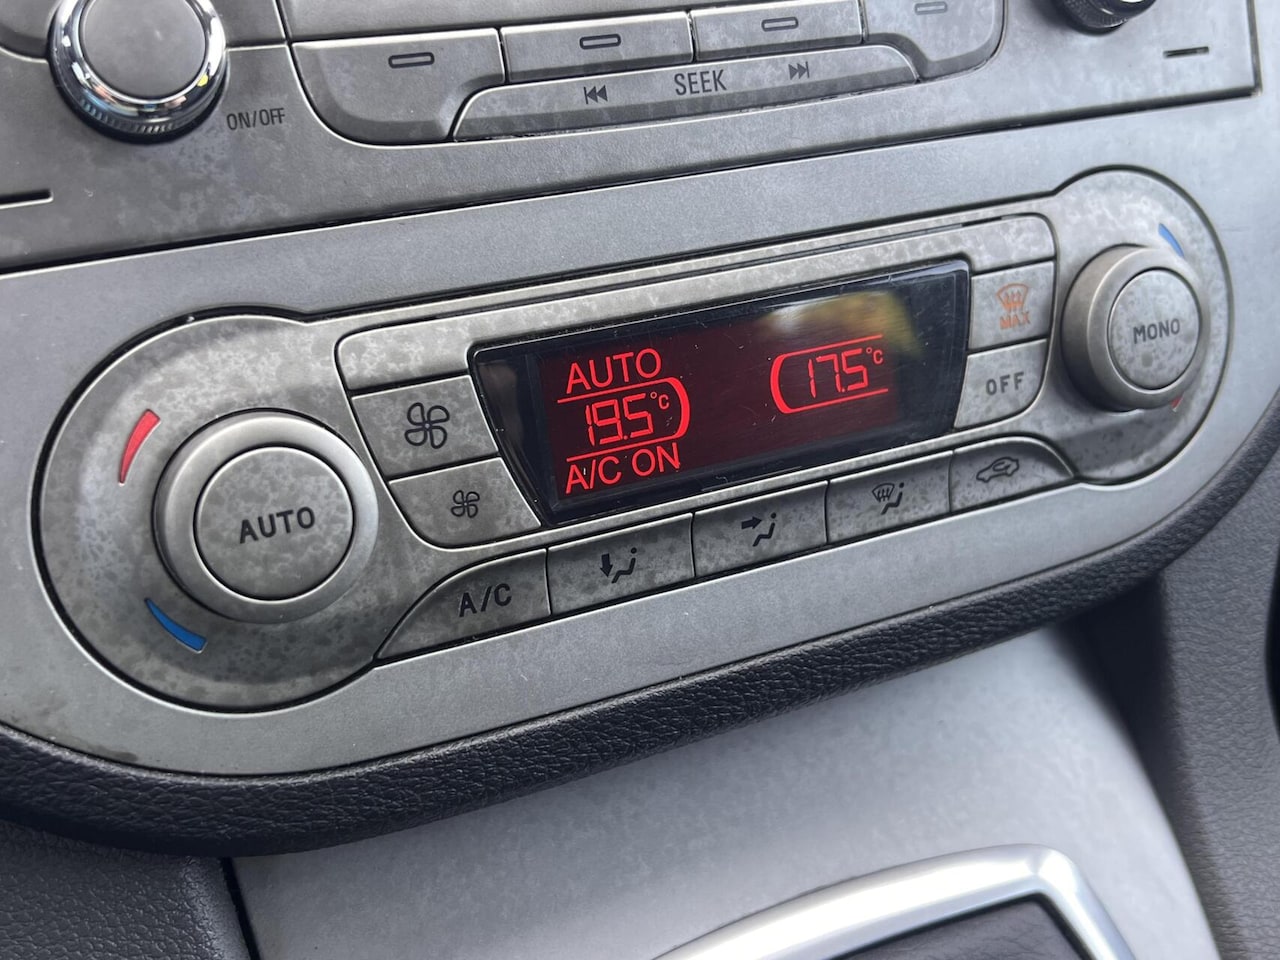 ON/OFF
SEEK
AUTO
19.5°C
A/C ON
17.5°C
MAX
OFF
MONO
AUTO
A/C